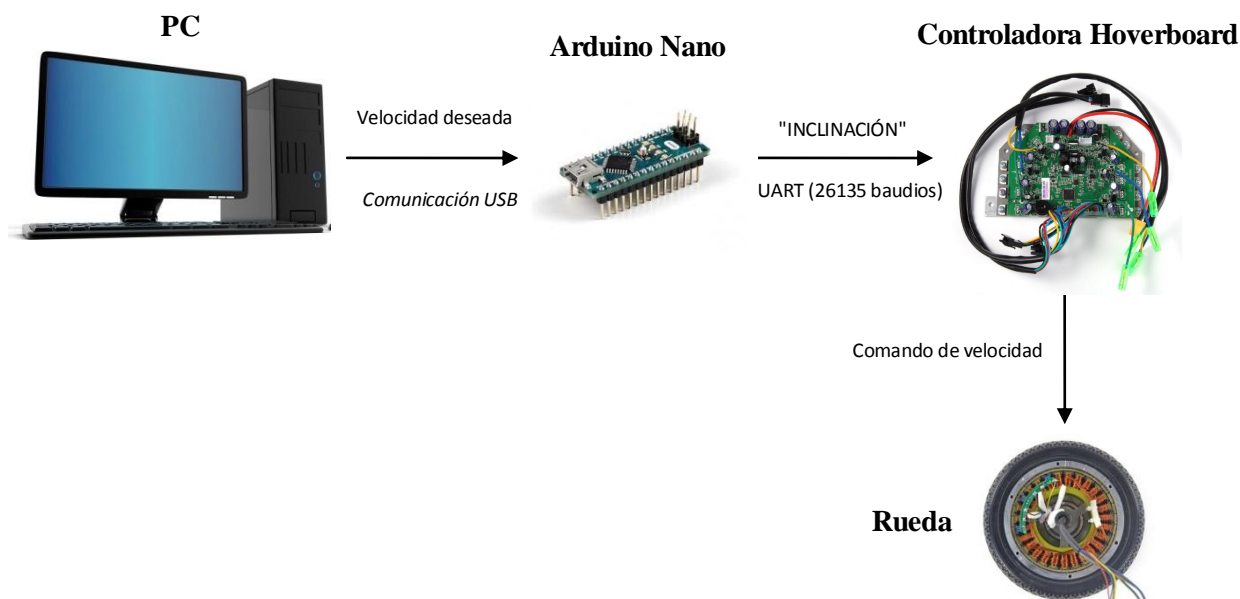 PC
Arduino Nano
Controladora Hoverboard
Velocidad deseada
Comunicación USB
"INCLINACIÓN"
UART (26135 baudios)
Comando de velocidad
Rueda